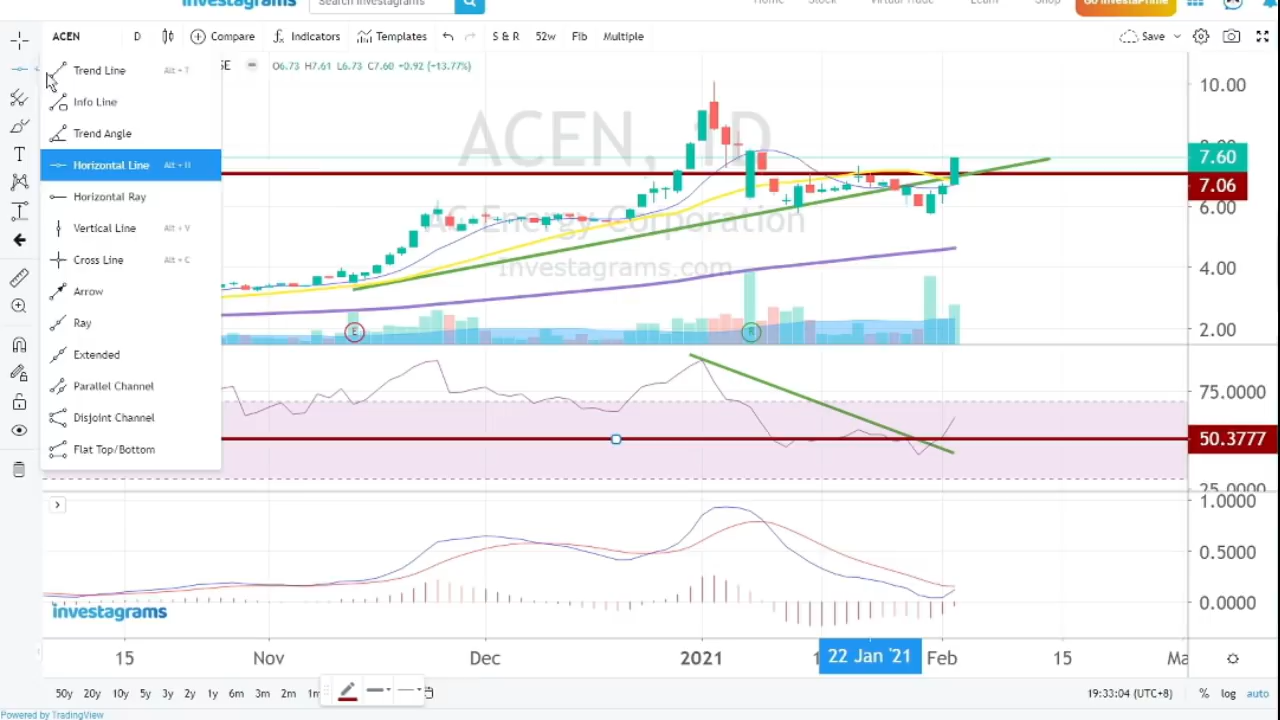 Investagrams
Search Investagrams
Home Stock Virtual Trade Learn Shop
Go InvestaPrime
ACEN D Compare Indicators Templates S & R 52w Fib Multiple Save
O6.73 H7.61 L6.73 C7.60 +0.92 (+13.77%)
Trend Line Alt + T
Info Line
Trend Angle
Horizontal Line Alt + H
Horizontal Ray
Vertical Line Alt + V
Cross Line Alt + C
Arrow
Ray
Extended
Parallel Channel
Disjoint Channel
Flat Top/Bottom
ACEN, 1D
AC Energy Corporation
Investagrams.com
E
10.00
7.60
7.06
6.00
4.00
2.00
75.0000
50.3777
25.0000
1.0000
0.5000
0.0000
investagrams
15 Nov Dec 2021 22 Jan '21 Feb 15
50y 20y 10y 5y 3y 2y 1y 6m 3m 2m
19:33:04 (UTC+8) % log auto
Powered by TradingView